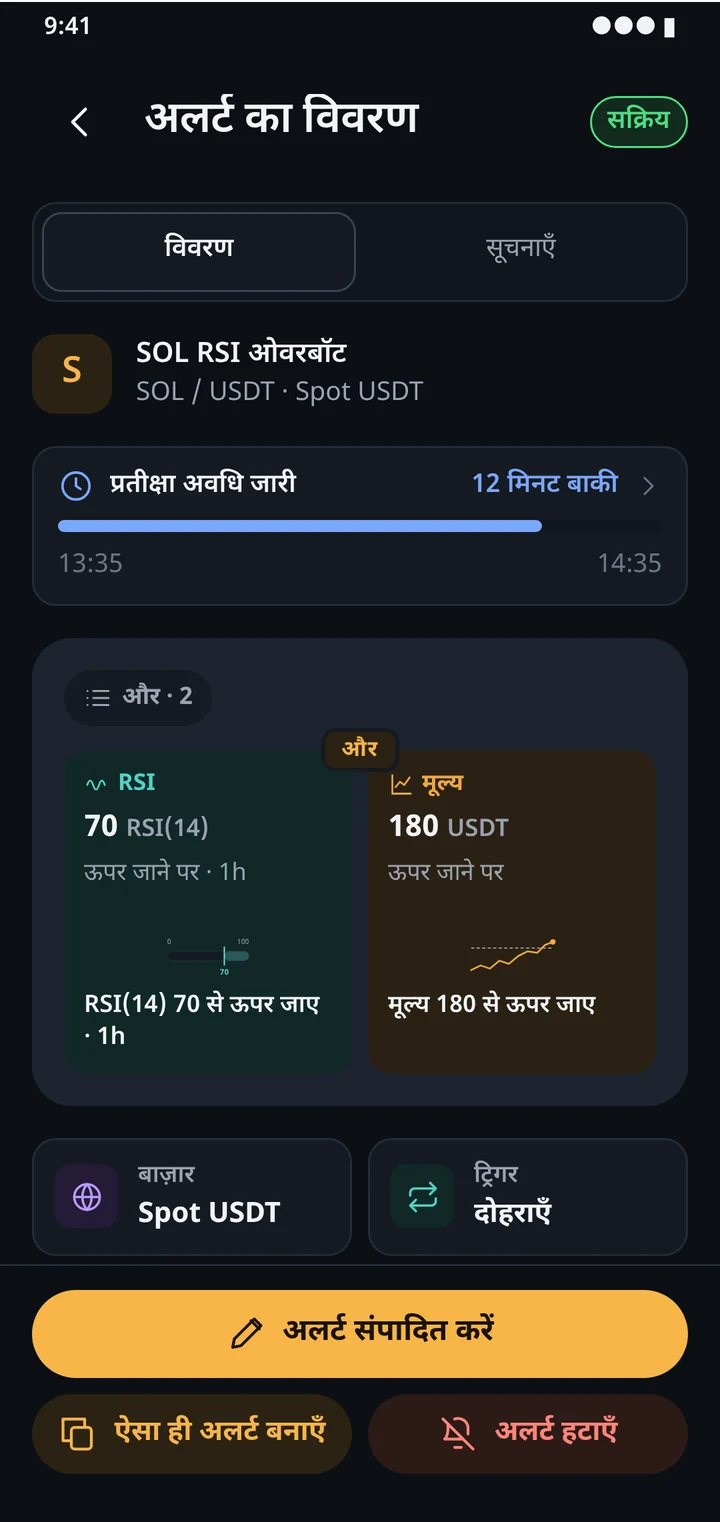 9:41
अलर्ट का विवरण
सक्रिय
विवरण
सूचनाएँ
S
SOL RSI ओवरबॉट
SOL / USDT · Spot USDT
प्रतीक्षा अवधि जारी
12 मिनट बाकी
13:35
14:35
और · 2
और
RSI
70 RSI(14)
ऊपर जाने पर · 1h
0
100
70
RSI(14) 70 से ऊपर जाए
· 1h
मूल्य
180 USDT
ऊपर जाने पर
मूल्य 180 से ऊपर जाए
बाज़ार
Spot USDT
ट्रिगर
दोहराएँ
अलर्ट संपादित करें
ऐसा ही अलर्ट बनाएँ
अलर्ट हटाएँ